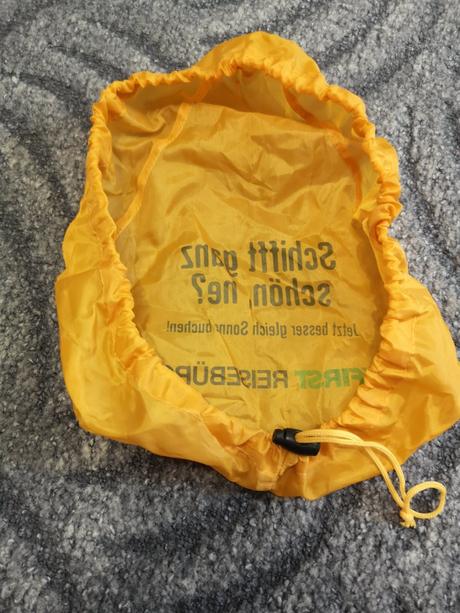 Schifft ganz
schön, ne?
Jetzt besser gleich Sonne buchen!
FIRST REISEBÜRO